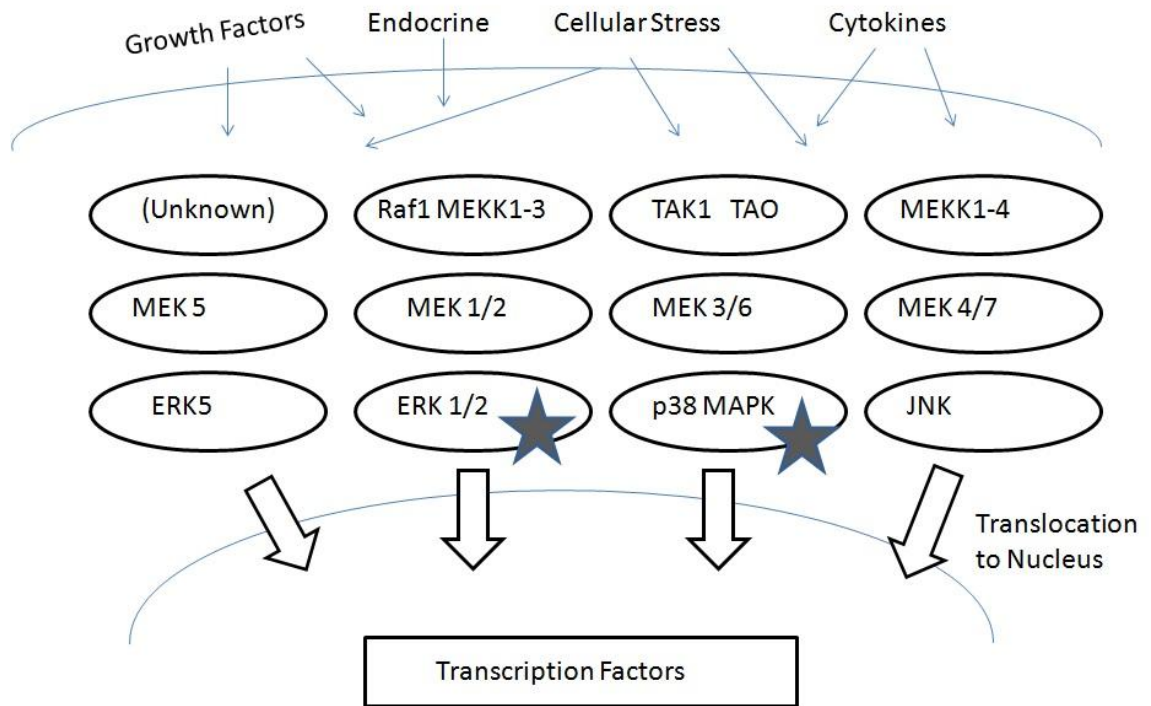 Growth Factors
Endocrine
Cellular Stress
Cytokines
(Unknown)
Raf1 MEKK1-3
TAK1 TAO
MEKK1-4
MEK 5
MEK 1/2
MEK 3/6
MEK 4/7
ERK5
ERK 1/2
p38 MAPK
JNK
Translocation
to Nucleus
Transcription Factors